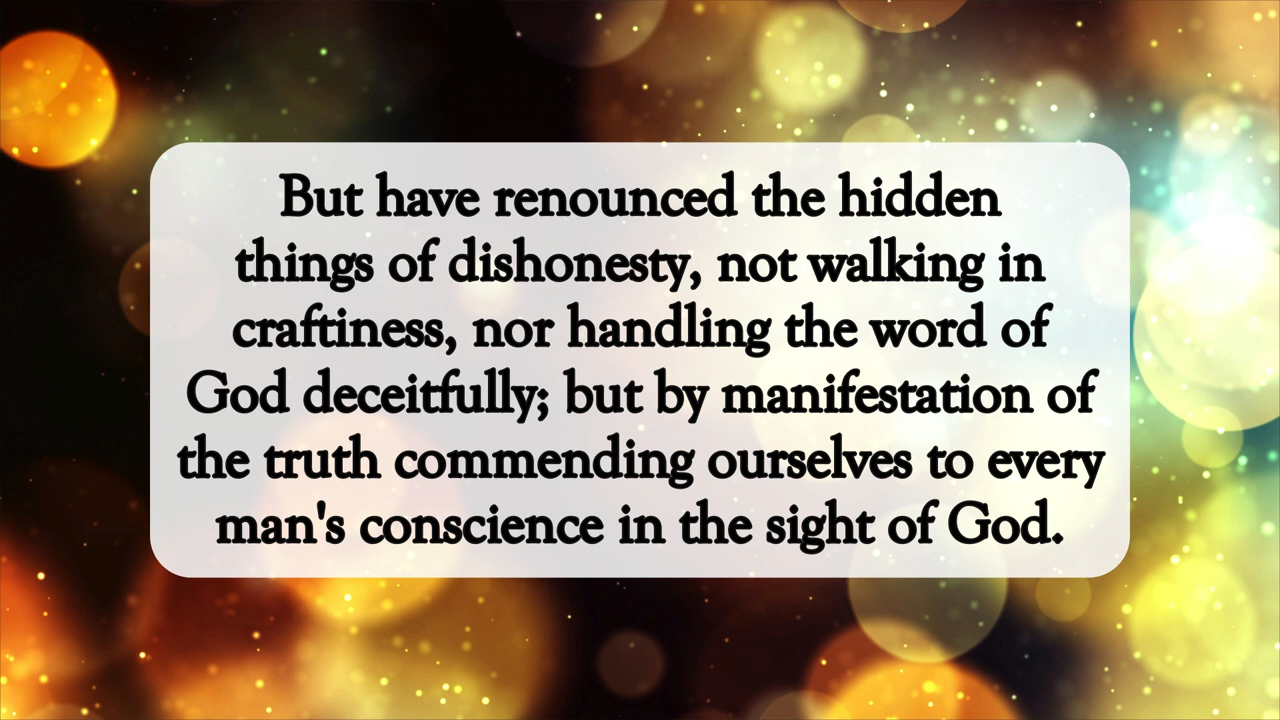 But have renounced the hidden
things of dishonesty, not walking in
craftiness, nor handling the word of
God deceitfully; but by manifestation of
the truth commending ourselves to every
man's conscience in the sight of God.